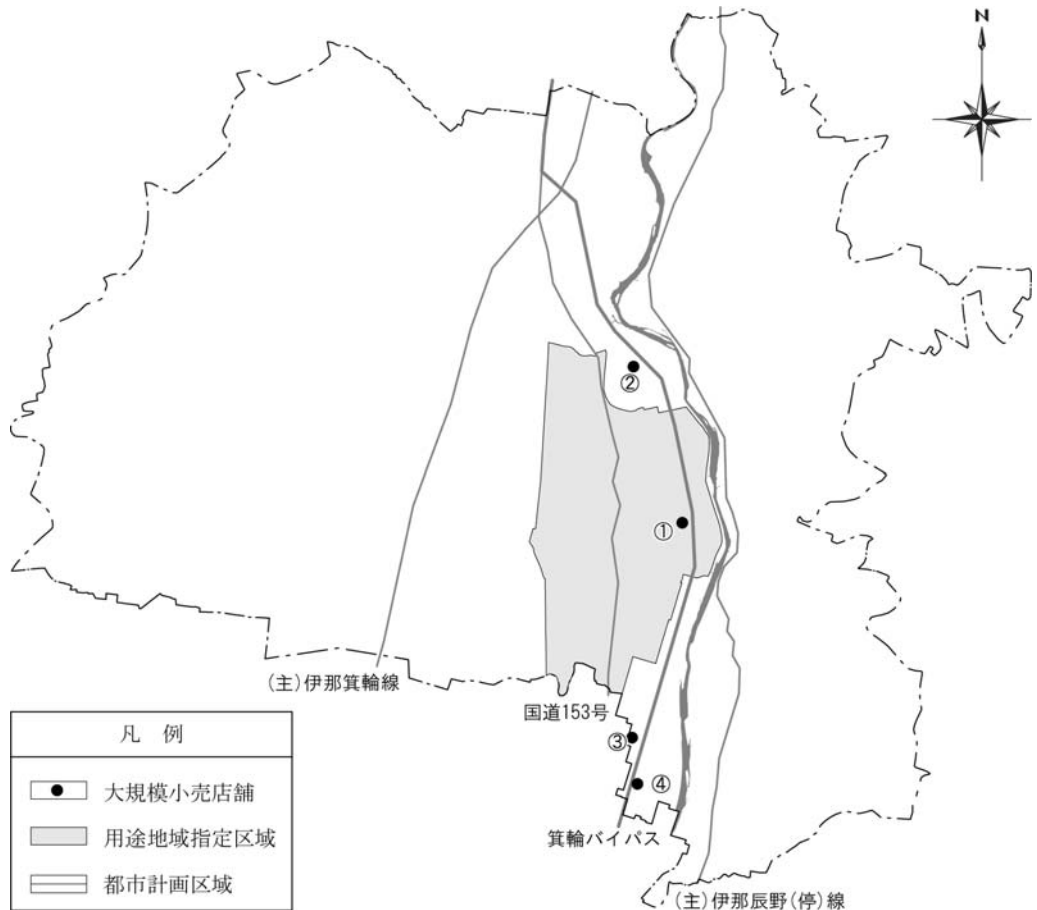 N
②
①
(主)伊那箕輪線
国道153号
③
④
箕輪バイパス
(主)伊那辰野(停)線
凡 例
大規模小売店舗
用途地域指定区域
都市計画区域